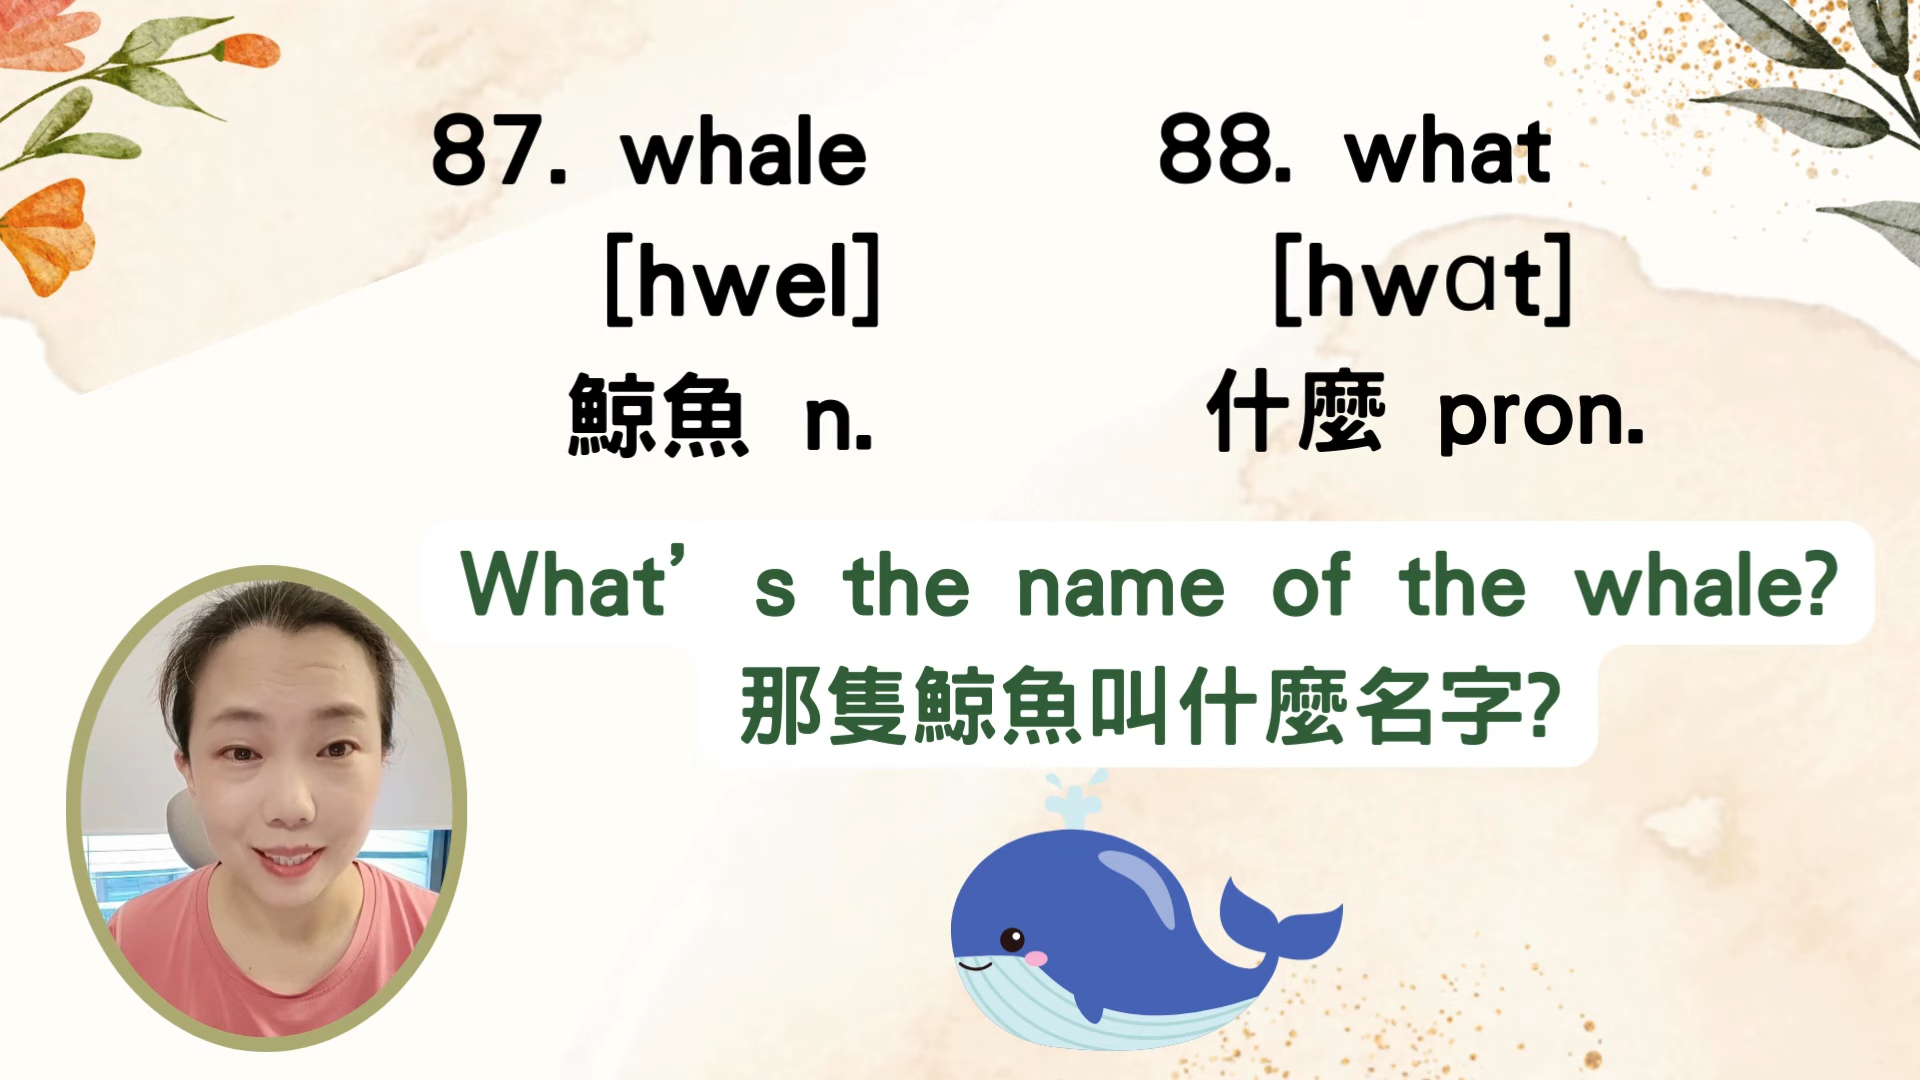 87. whale
[hwel]
鯨魚 n.
88. what
[hwɑt]
什麼 pron.
What’s the name of the whale?
那隻鯨魚叫什麼名字?